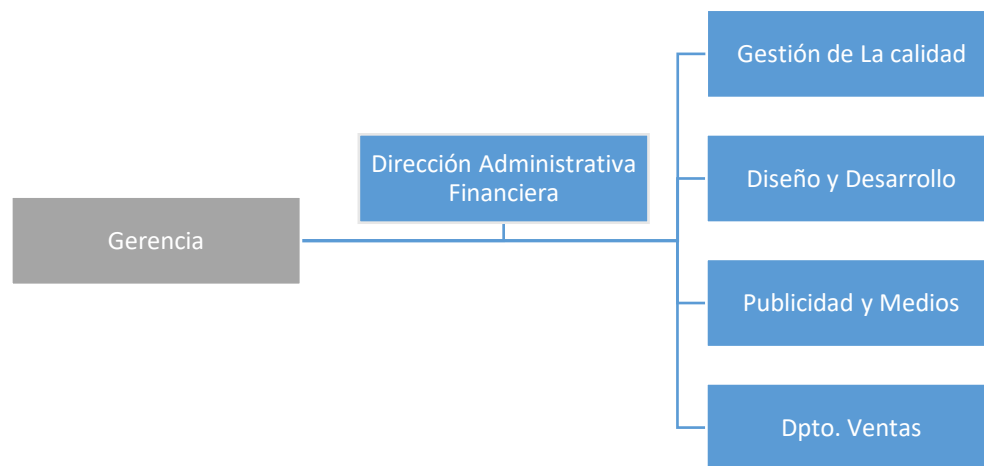 Gestión de La calidad
Dirección Administrativa
Financiera
Diseño y Desarrollo
Gerencia
Publicidad y Medios
Dpto. Ventas